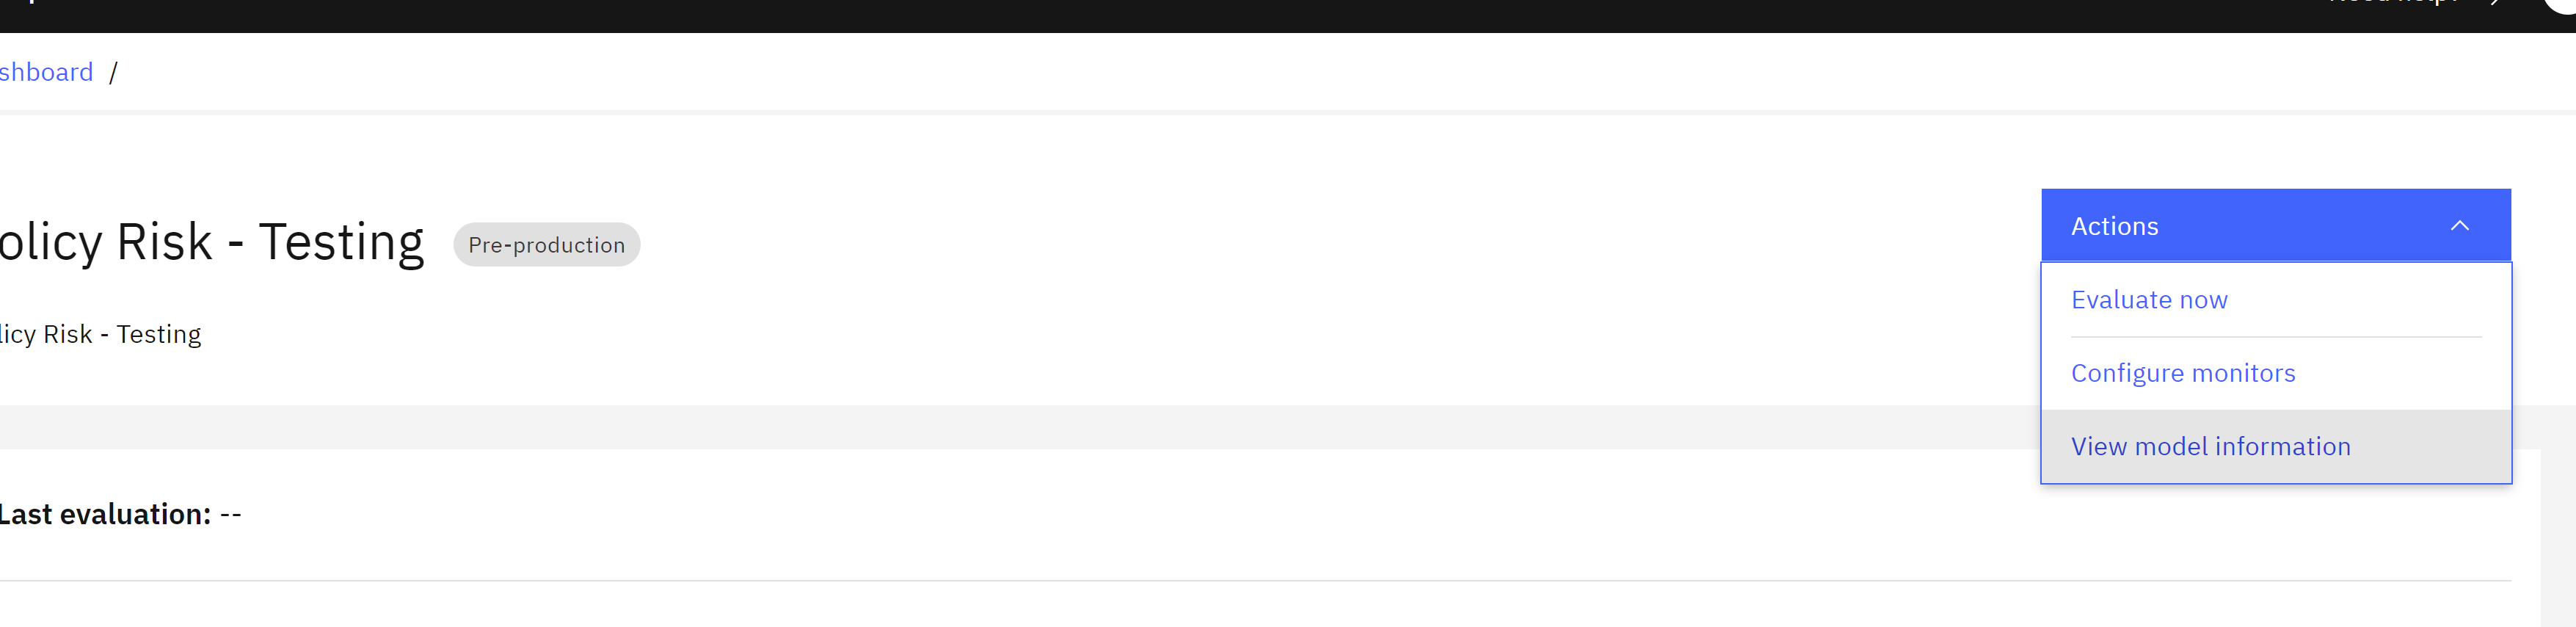 shboard /
olicy Risk - Testing
Pre-production
Actions
Evaluate now
Configure monitors
View model information
licy Risk - Testing
Last evaluation: --